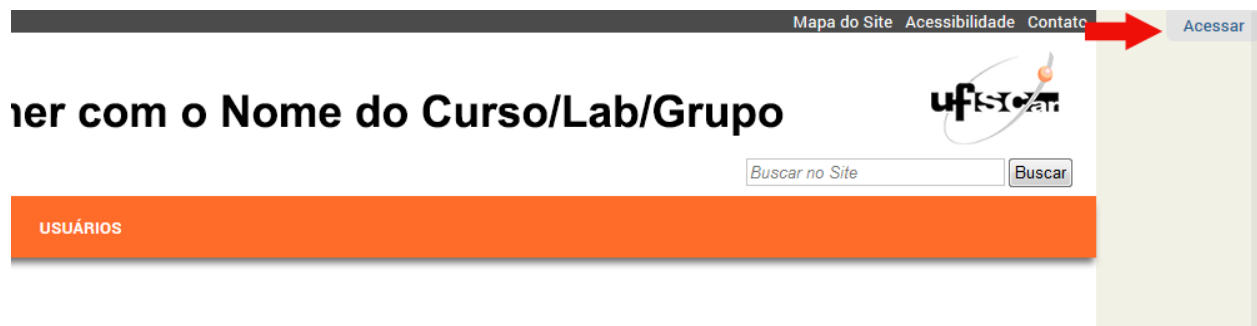 Mapa do Site Acessibilidade Contato
Acessar
ner com o Nome do Curso/Lab/Grupo
ufscar
Buscar no Site Buscar
USUÁRIOS